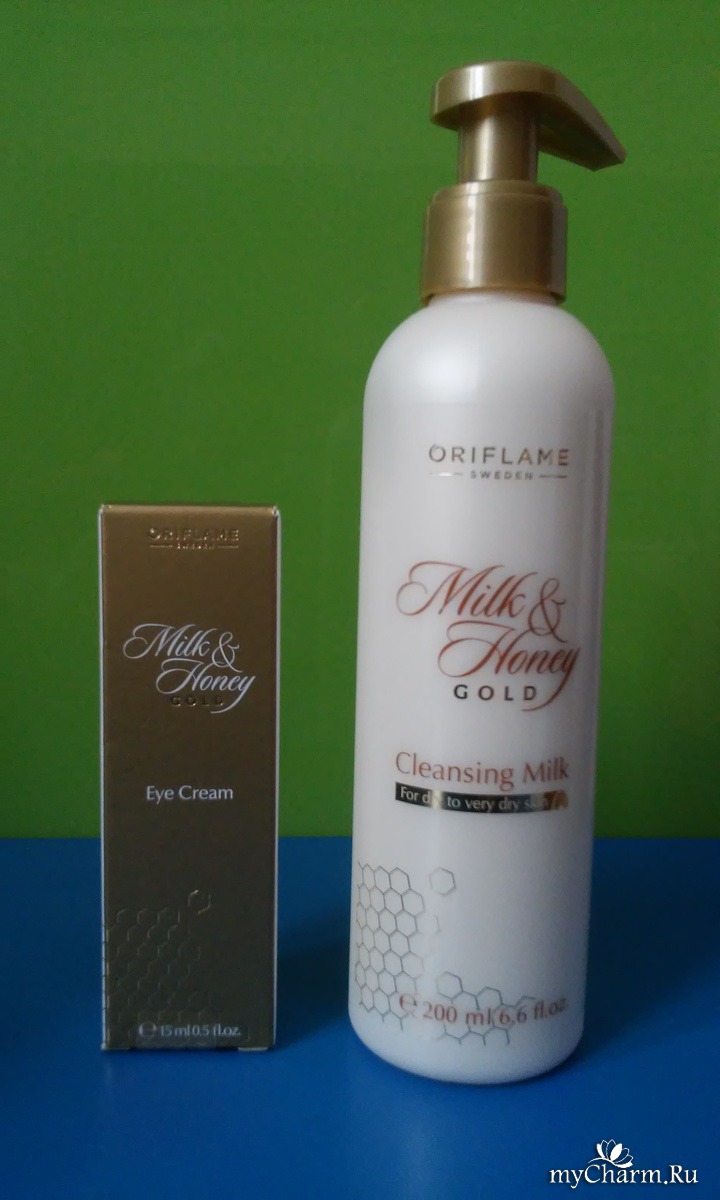 ORIFLAME
SWEDEN
Milk &
Honey
GOLD
Eye Cream
℮ 15 ml 0.5 fl.oz.
ORIFLAME
SWEDEN
Milk &
Honey
GOLD
Cleansing Milk
For dry to very dry skin
℮ 200 ml 6.6 fl.oz.
myCharm.Ru